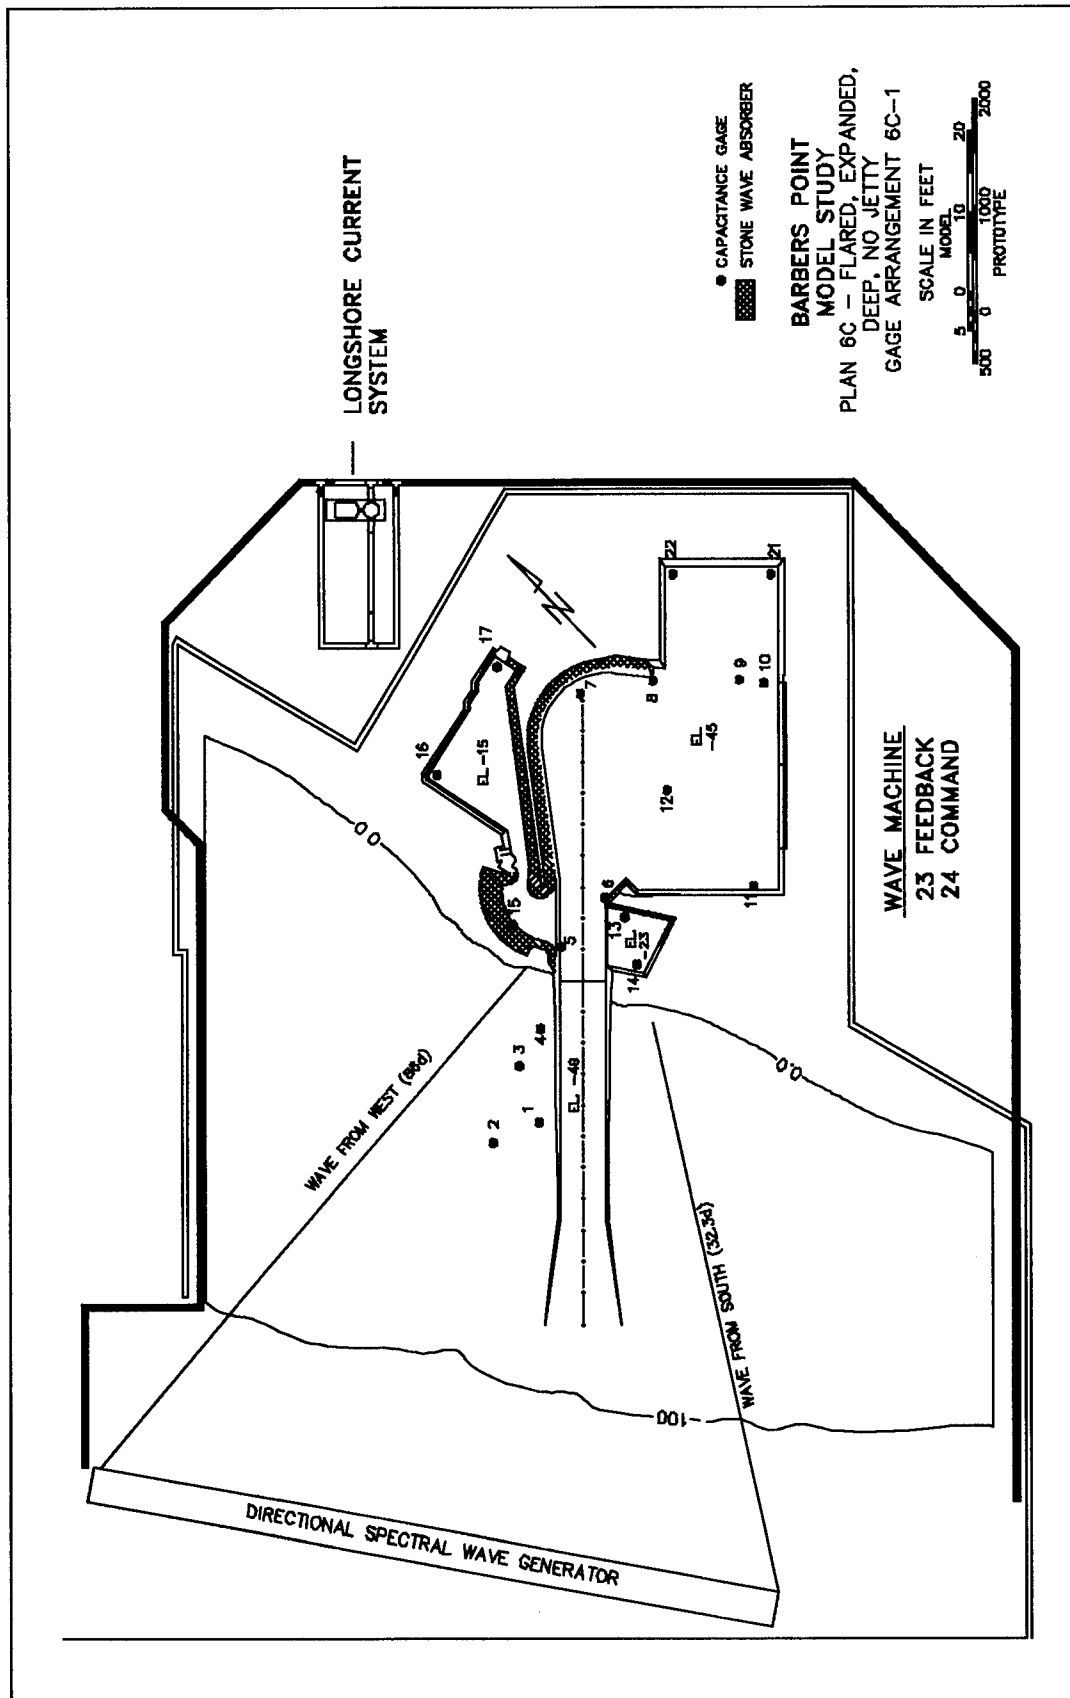 LONGSHORE CURRENT
SYSTEM
CAPACITANCE GAGE
STONE WAVE ABSORBER
BARBERS POINT
MODEL STUDY
PLAN 6C - FLARED, EXPANDED,
DEEP, NO JETTY
GAGE ARRANGEMENT 6C-1
SCALE IN FEET
MODEL
5 0 10 20
500 0 1000 2000
PROTOTYPE
N
17
16
EL -15
15
0.0
22
21
7
8
9
10
EL
-45
12
11
6
13
EL
-23
14
5
4
3
2
1
EL -49
0.0
-100
WAVE FROM WEST (86d)
WAVE FROM SOUTH (32.3d)
DIRECTIONAL SPECTRAL WAVE GENERATOR
WAVE MACHINE
23 FEEDBACK
24 COMMAND